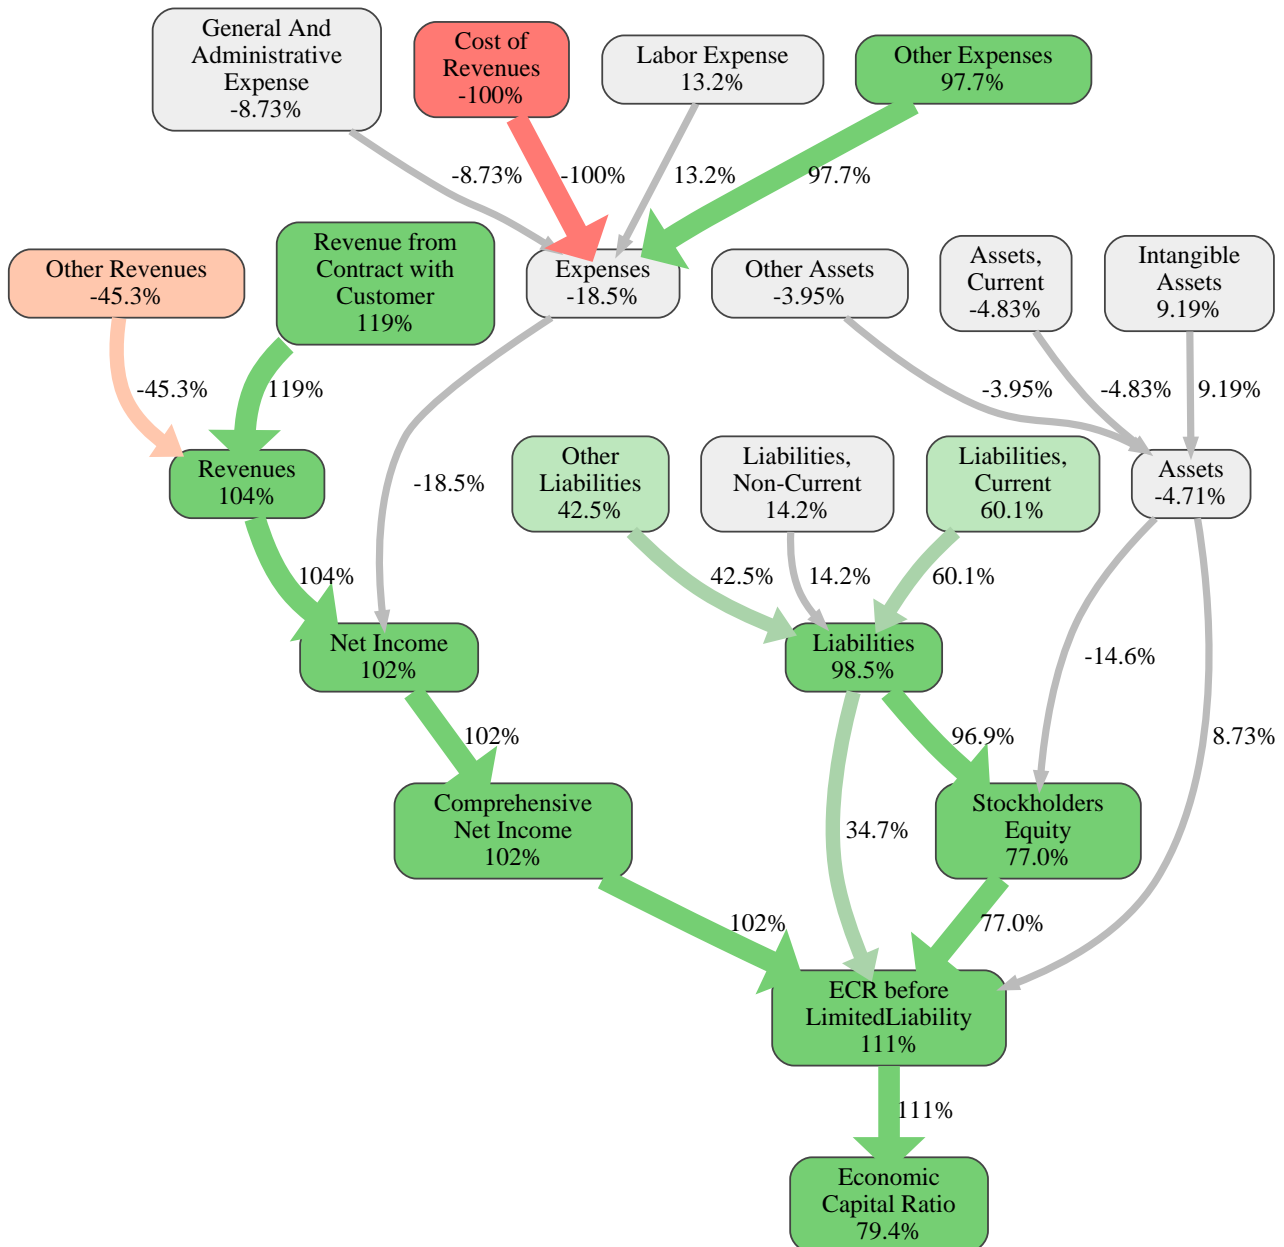 General And
Administrative
Expense
-8.73%
Cost of
Revenues
-100%
Labor Expense
13.2%
Other Expenses
97.7%
-8.73%
-100%
13.2%
97.7%
Other Revenues
-45.3%
Revenue from
Contract with
Customer
119%
Expenses
-18.5%
Other Assets
-3.95%
Assets,
Current
-4.83%
Intangible
Assets
9.19%
-45.3%
119%
-18.5%
-3.95%
-4.83%
9.19%
Revenues
104%
Other
Liabilities
42.5%
Liabilities,
Non-Current
14.2%
Liabilities,
Current
60.1%
Assets
-4.71%
104%
42.5%
14.2%
60.1%
-14.6%
8.73%
Net Income
102%
Liabilities
98.5%
102%
96.9%
34.7%
Comprehensive
Net Income
102%
Stockholders
Equity
77.0%
102%
77.0%
ECR before
LimitedLiability
111%
111%
Economic
Capital Ratio
79.4%